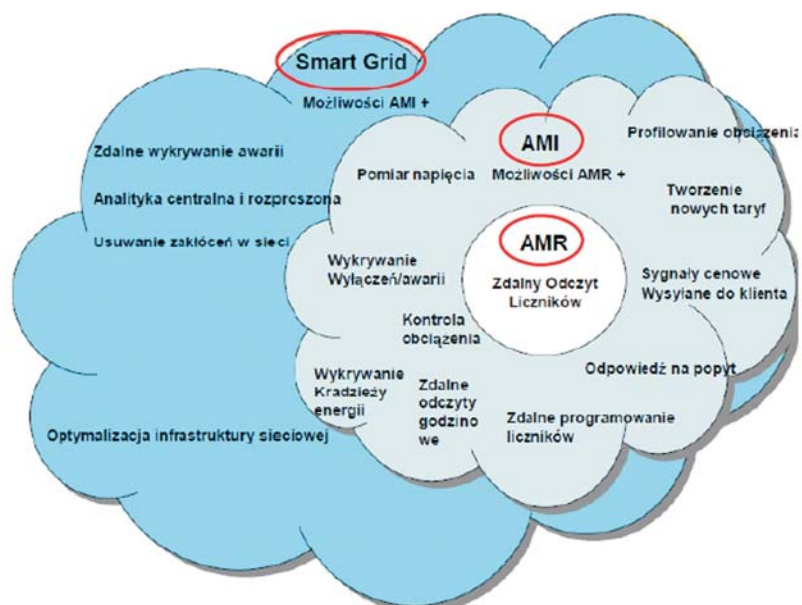 Smart Grid
Możliwości AMI +
Zdalne wykrywanie awarii
Analityka centralna i rozproszona
Usuwanie zakłóceń w sieci
Optymalizacja infrastruktury sieciowej
AMI
Możliwości AMR +
Pomiar napięcia
Profilowanie obciążenia
Tworzenie
nowych taryf
Wykrywanie
Wyłączeń/awarii
AMR
Zdalny Odczyt
Liczników
Sygnały cenowe
Wysyłane do klienta
Kontrola
obciążenia
Odpowiedź na popyt
Wykrywanie
Kradzieży
energii
Zdalne
odczyty
godzino
we
Zdalne programowanie
liczników